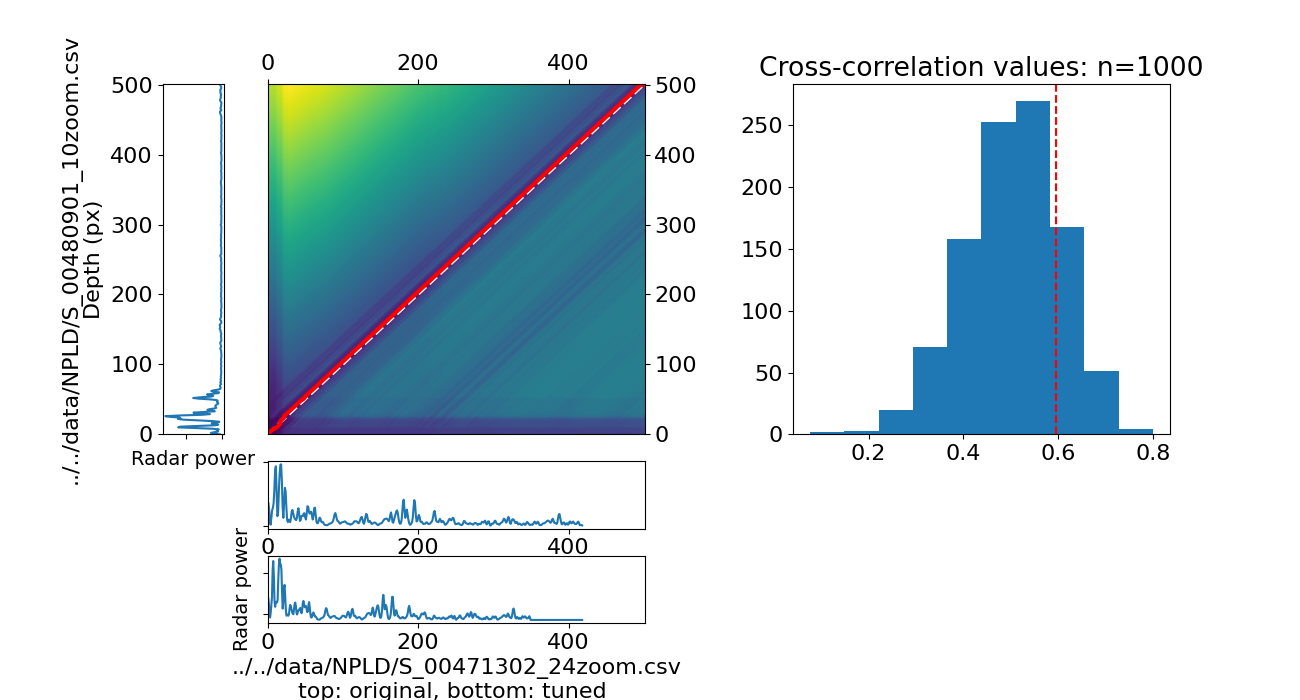 0 200 400
Cross-correlation values: n=1000
../../data/NPLD/S_00480901_10zoom.csv
Depth (px)
500
400
300
200
100
0
500
400
300
200
100
0
250
200
150
100
50
0
0.2 0.4 0.6 0.8
Radar power
0 200 400
Radar power
0 200 400
../../data/NPLD/S_00471302_24zoom.csv
top: original, bottom: tuned